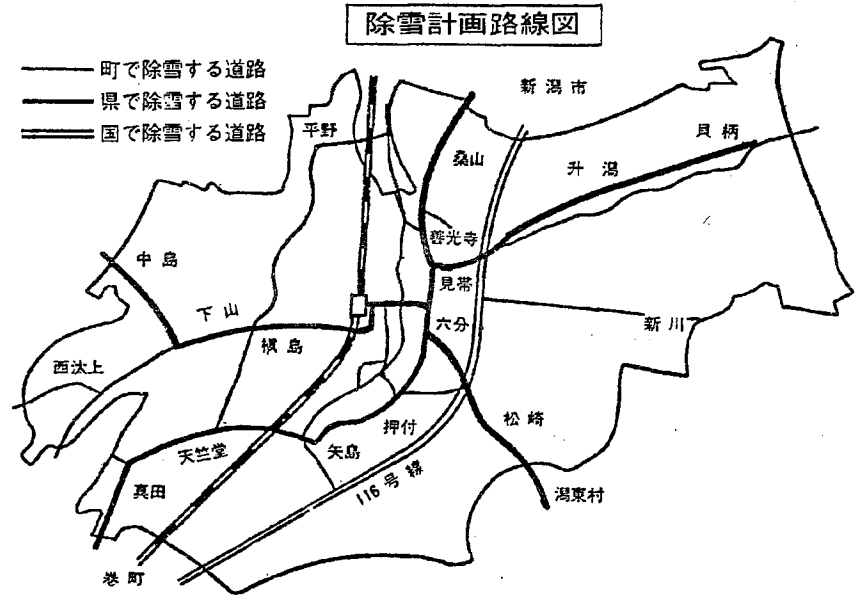 除雪計画路線図
町で除雪する道路
県で除雪する道路
国で除雪する道路
新潟市
平野
桑山
升潟
貝柄
善光寺
中島
見帯
下山
六分
新川
槇島
西汰上
松崎
押付
天竺堂
矢島
真田
116号線
潟東村
巻町